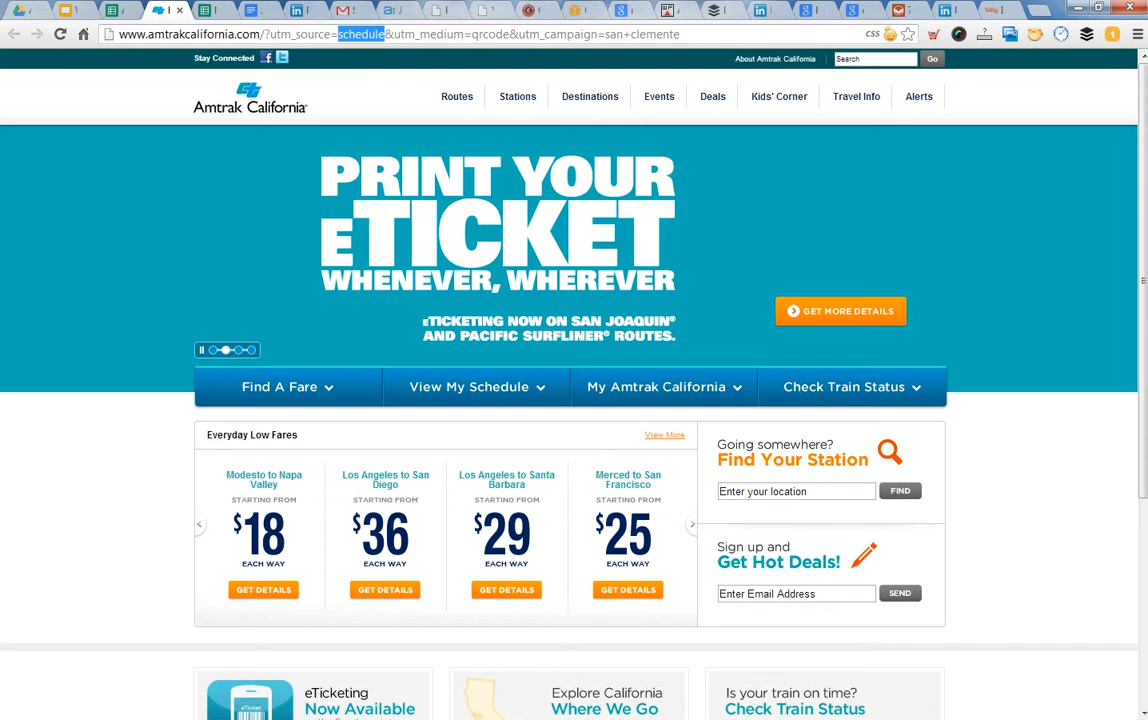 www.amtrakcalifornia.com/?utm_source=schedule&utm_medium=qrcode&utm_campaign=san+clemente
CSS
Stay Connected
About Amtrak California
Search
Go
Amtrak California
Routes
Stations
Destinations
Events
Deals
Kids' Corner
Travel Info
Alerts
PRINT YOUR
eTICKET
WHENEVER, WHEREVER
eTICKETING NOW ON SAN JOAQUIN®
AND PACIFIC SURFLINER® ROUTES.
GET MORE DETAILS
Find A Fare
View My Schedule
My Amtrak California
Check Train Status
Everyday Low Fares
View More
Modesto to Napa
Valley
STARTING FROM
$18
EACH WAY
GET DETAILS
Los Angeles to San
Diego
STARTING FROM
$36
EACH WAY
GET DETAILS
Los Angeles to Santa
Barbara
STARTING FROM
$29
EACH WAY
GET DETAILS
Merced to San
Francisco
STARTING FROM
$25
EACH WAY
GET DETAILS
Going somewhere?
Find Your Station
Enter your location
FIND
Sign up and
Get Hot Deals!
Enter Email Address
SEND
eTicket
eTicketing
Now Available
Explore California
Where We Go
Is your train on time?
Check Train Status